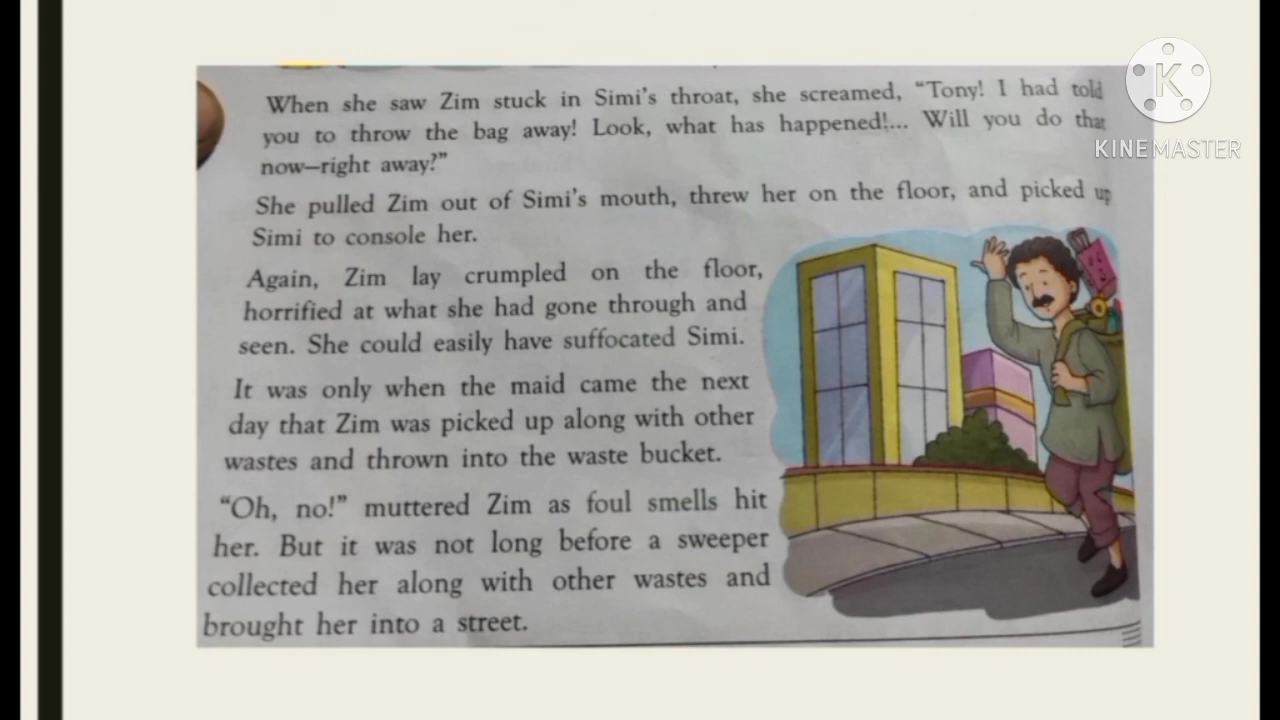 When she saw Zim stuck in Simi's throat, she screamed, “Tony! I had told
you to throw the bag away! Look, what has happened!... Will you do that
now—right away?”
She pulled Zim out of Simi's mouth, threw her on the floor, and picked up
Simi to console her.
Again, Zim lay crumpled on the floor,
horrified at what she had gone through and
seen. She could easily have suffocated Simi.
It was only when the maid came the next
day that Zim was picked up along with other
wastes and thrown into the waste bucket.
“Oh, no!” muttered Zim as foul smells hit
her. But it was not long before a sweeper
collected her along with other wastes and
brought her into a street.
K
KINEMASTER